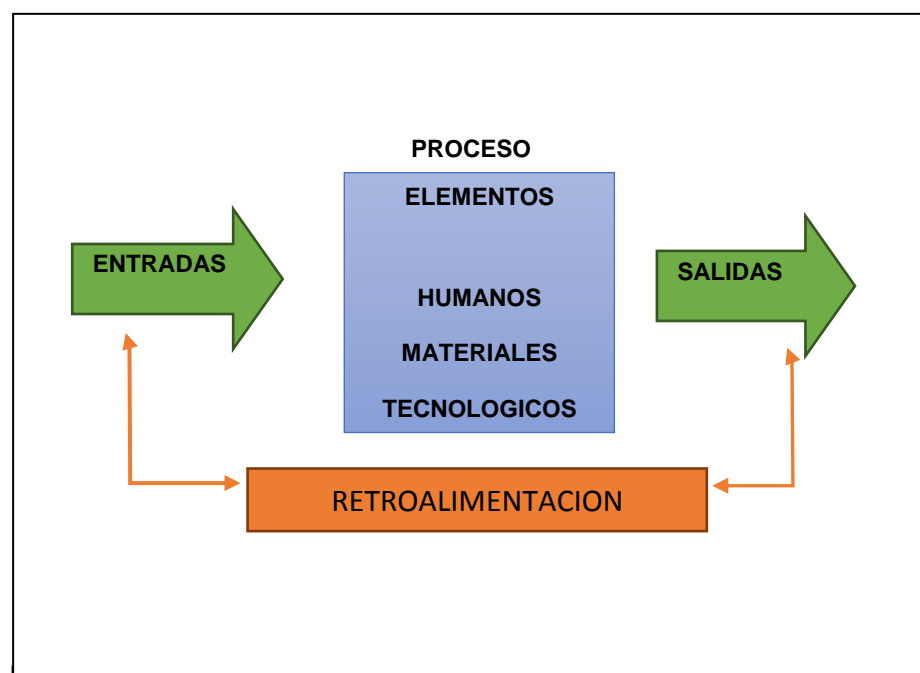 PROCESO
ELEMENTOS
ENTRADAS
SALIDAS
HUMANOS
MATERIALES
TECNOLOGICOS
RETROALIMENTACION